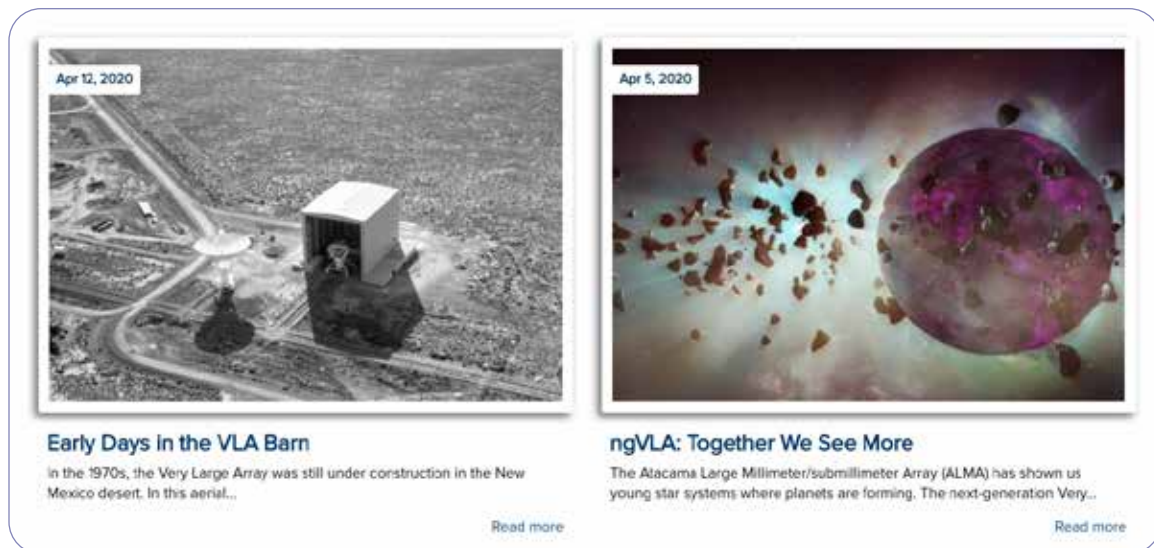 Apr 12, 2020
Early Days in the VLA Barn
In the 1970s, the Very Large Array was still under construction in the New
Mexico desert. In this aerial...
Read more
Apr 5, 2020
ngVLA: Together We See More
The Atacama Large Millimeter/submillimeter Array (ALMA) has shown us
young star systems where planets are forming. The next-generation Very...
Read more